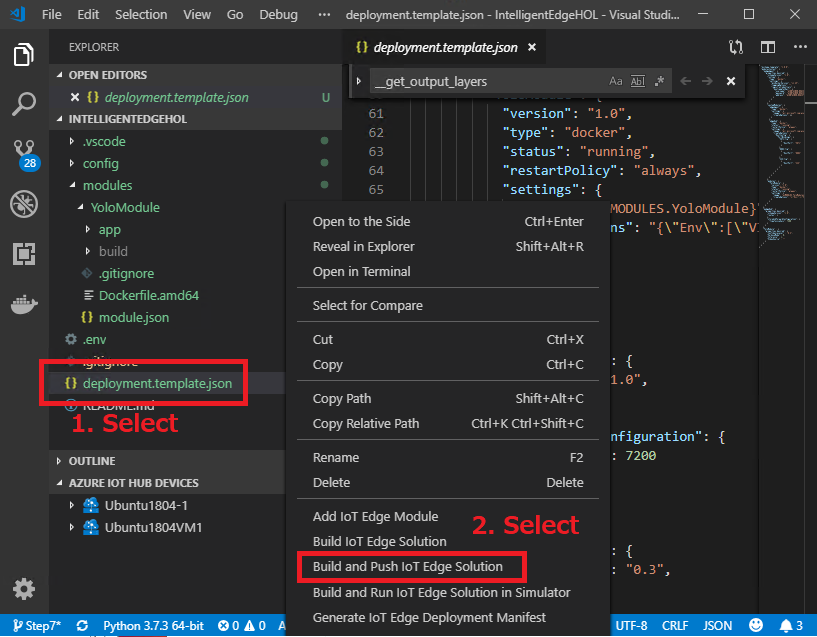 File Edit Selection View Go Debug ··· deployment.template.json - IntelligentEdgeHOL - Visual Studi...
EXPLORER
OPEN EDITORS
deployment.template.json U
INTELLIGENTEDGEHOL
.vscode
config
modules
YoloModule
app
build
.gitignore
Dockerfile.amd64
module.json
.env
.gitignore
deployment.template.json
README.md
1. Select
OUTLINE
AZURE IOT HUB DEVICES
Ubuntu1804-1
Ubuntu1804VM1
28
deployment.template.json
__get_output_layers Aa Abl .*
61 "version": "1.0",
62 "type": "docker",
63 "status": "running",
64 "restartPolicy": "always",
65 "settings": {
MODULES.YoloModule}
ns": "{\"Env\":[\"V
: {
1.0",
nfiguration": {
: 7200
: {
"0.3",
Open to the Side Ctrl+Enter
Reveal in Explorer Shift+Alt+R
Open in Terminal
Select for Compare
Cut Ctrl+X
Copy Ctrl+C
Copy Path Shift+Alt+C
Copy Relative Path Ctrl+K Ctrl+Shift+C
Rename F2
Delete Delete
Add IoT Edge Module
2. Select
Build IoT Edge Solution
Build and Push IoT Edge Solution
Build and Run IoT Edge Solution in Simulator
Generate IoT Edge Deployment Manifest
Step7* Python 3.7.3 64-bit 0 0 A UTF-8 CRLF JSON 3